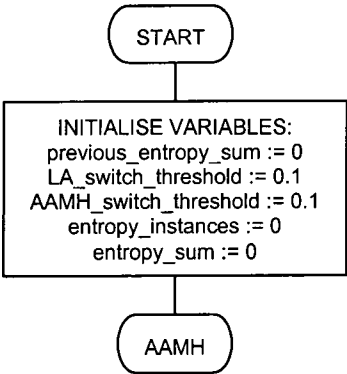 START
INITIALISE VARIABLES:
previous_entropy_sum := 0
LA_switch_threshold := 0.1
AAMH_switch_threshold := 0.1
entropy_instances := 0
entropy_sum := 0
AAMH